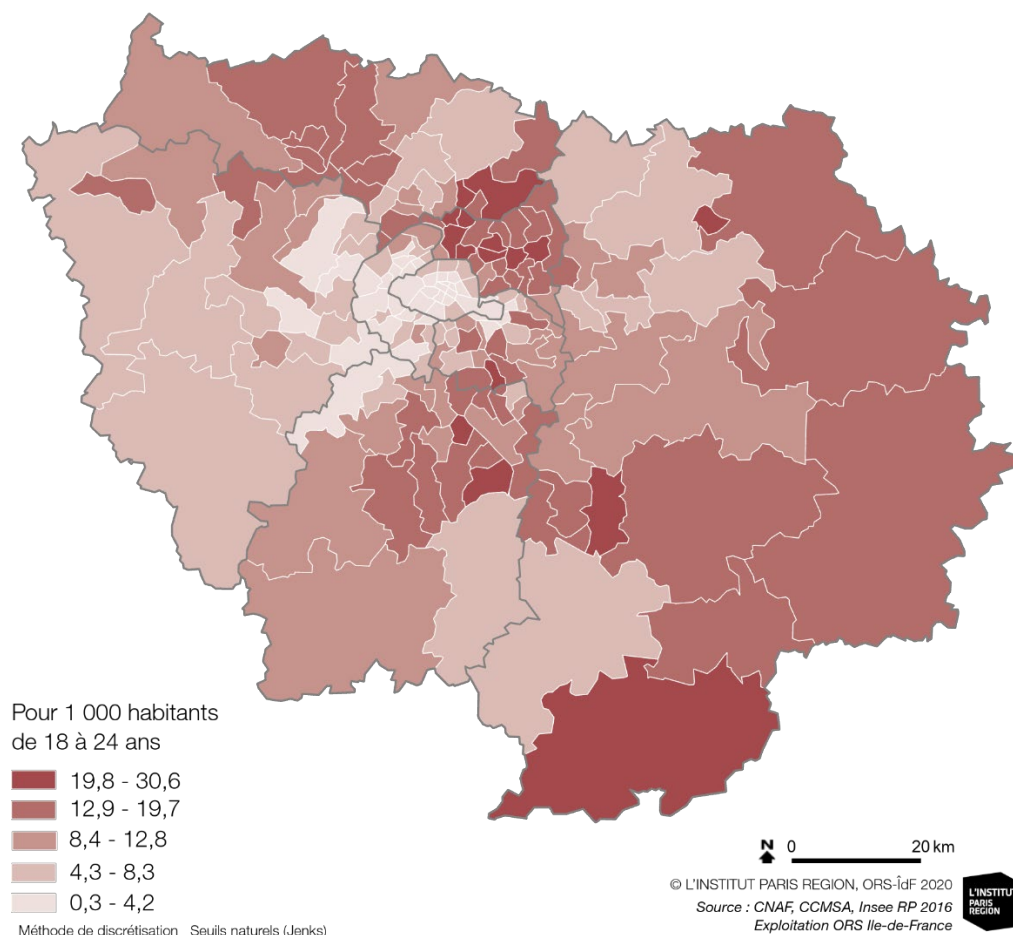 Pour 1 000 habitants
de 18 à 24 ans
19,8 - 30,6
12,9 - 19,7
8,4 - 12,8
4,3 - 8,3
0,3 - 4,2
Méthode de discrétisation Seuils naturels (Jenks)
N 0 20 km
© L'INSTITUT PARIS REGION, ORS-ÎdF 2020
Source : CNAF, CCMSA, Insee RP 2016
Exploitation ORS Ile-de-France
L'INSTITUT
PARIS
REGION